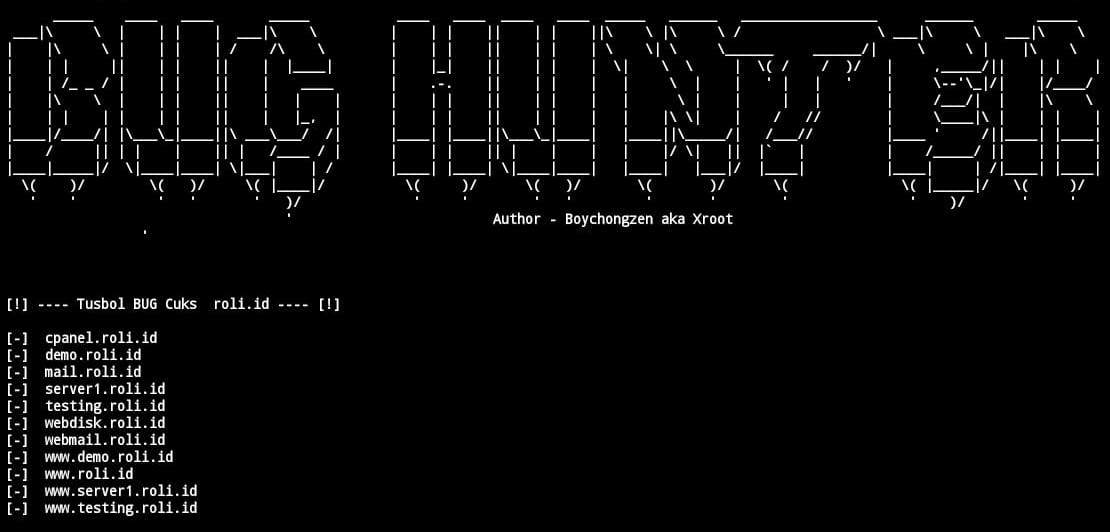 BUG HUNTER
Author - Boychongzen aka Xroot
[!] ---- Tusbol BUG Cuks  roli.id ---- [!]
[-]  cpanel.roli.id
[-]  demo.roli.id
[-]  mail.roli.id
[-]  server1.roli.id
[-]  testing.roli.id
[-]  webdisk.roli.id
[-]  webmail.roli.id
[-]  www.demo.roli.id
[-]  www.roli.id
[-]  www.server1.roli.id
[-]  www.testing.roli.id